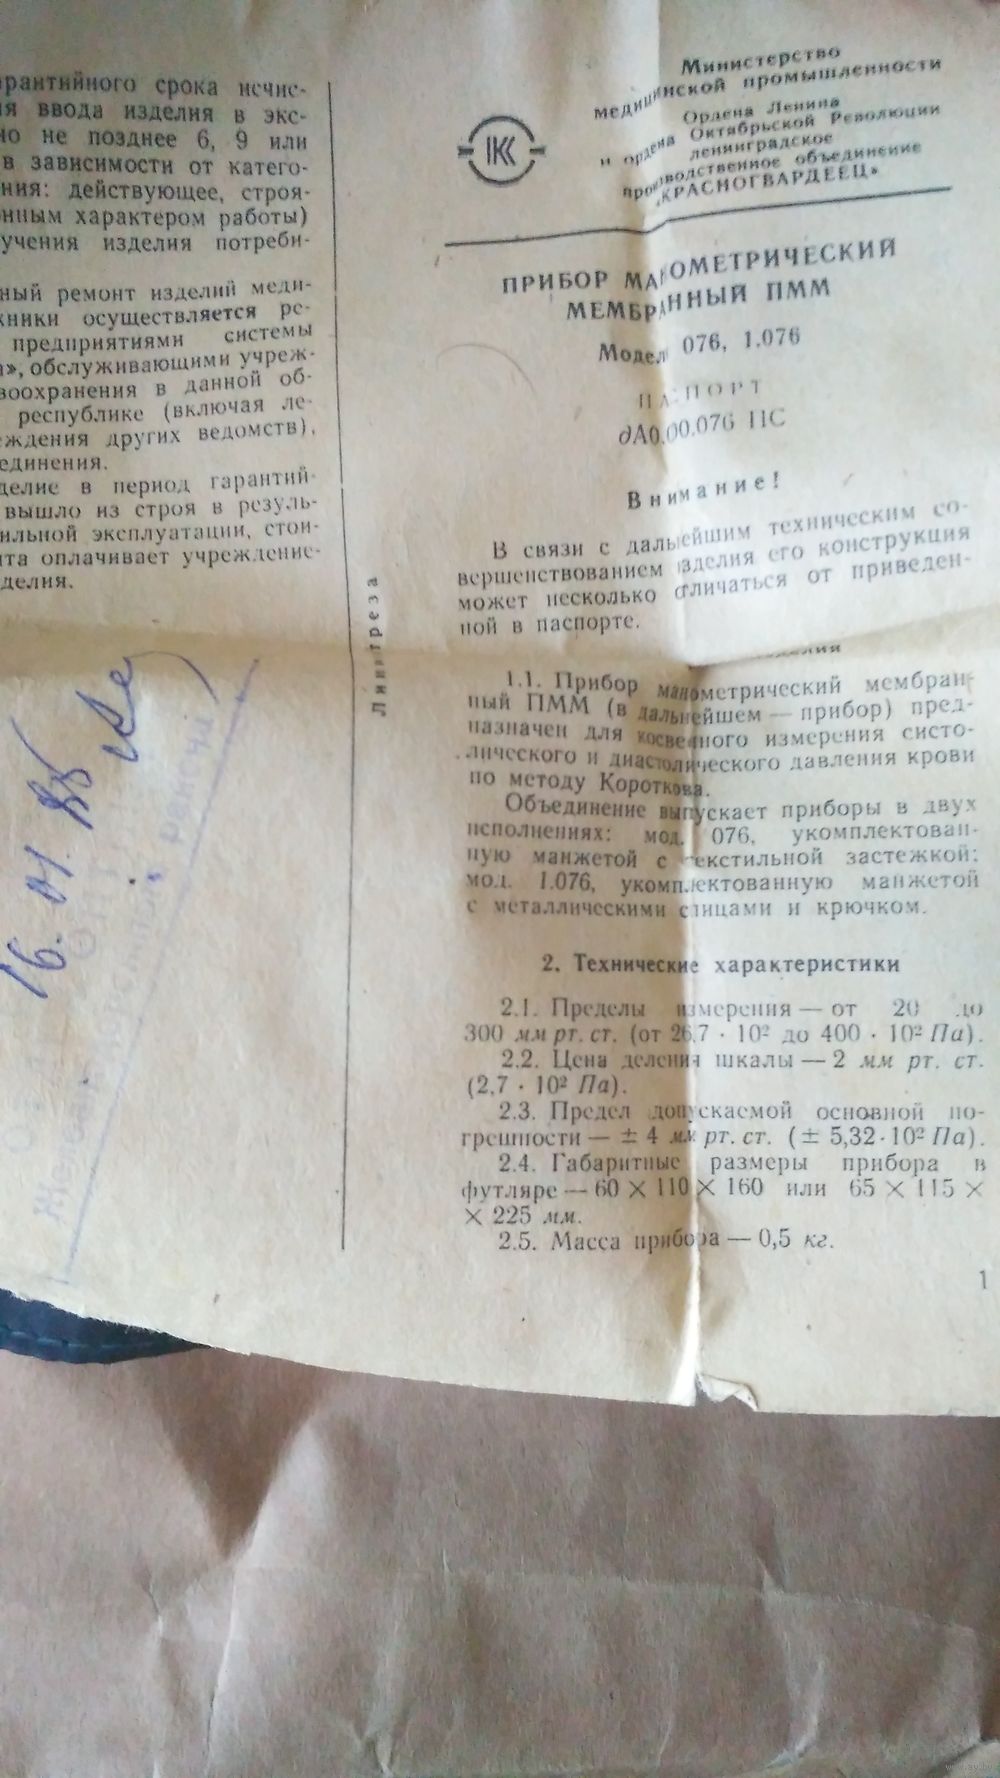 рантийного срока исчис-
ия ввода изделия в экс-
но не позднее 6, 9 или
в зависимости от катего-
ния: действующее, строя-
онным характером работы)
учения изделия потреби-
ный ремонт изделий меди-
хники осуществляется ре-
предприятиями системы
а», обслуживающими учреж-
воохранения в данной об-
республике (включая ле-
еждения других ведомств),
единения.
делие в период гарантий-
вышло из строя в резуль-
ильной эксплуатации, стои-
нта оплачивает учреждение-
делия.
16. 01.
Линия реза
Министерство
медицинской промышленности
Ордена Ленина
и ордена Октябрьской Революции
ленинградское
производственное объединение
«КРАСНОГВАРДЕЕЦ»
ПРИБОР МАНОМЕТРИЧЕСКИЙ
МЕМБРАННЫЙ ПММ
Модел 076, 1.076
ПАСПОРТ
дА0.00.076 ПС
Внимание!
В связи с дальнейшим техническим со-
вершенствованием изделия его конструкция
может несколько отличаться от приведен-
ной в паспорте.
1.1. Прибор манометрический мембран-
ный ПММ (в дальнейшем — прибор) пред-
назначен для косвенного измерения систо-
лического и диастолического давления крови
по методу Короткова.
Объединение выпускает приборы в двух
исполнениях: мод. 076, укомплектован-
ную манжетой с текстильной застежкой;
мод. 1.076, укомплектованную манжетой
с металлическими спицами и крючком.
2. Технические характеристики
2.1. Пределы измерения — от 20 до
300 мм рт. ст. (от 26,7 · 10² до 400 · 10² Па).
2.2. Цена деления шкалы — 2 мм рт. ст.
(2,7 · 10² Па).
2.3. Предел допускаемой основной по-
грешности — ± 4 мм рт. ст. (± 5,32·10² Па).
2.4. Габаритные размеры прибора в
футляре — 60 × 110 × 160 или 65 × 115 ×
× 225 мм.
2.5. Масса прибора — 0,5 кг.
1